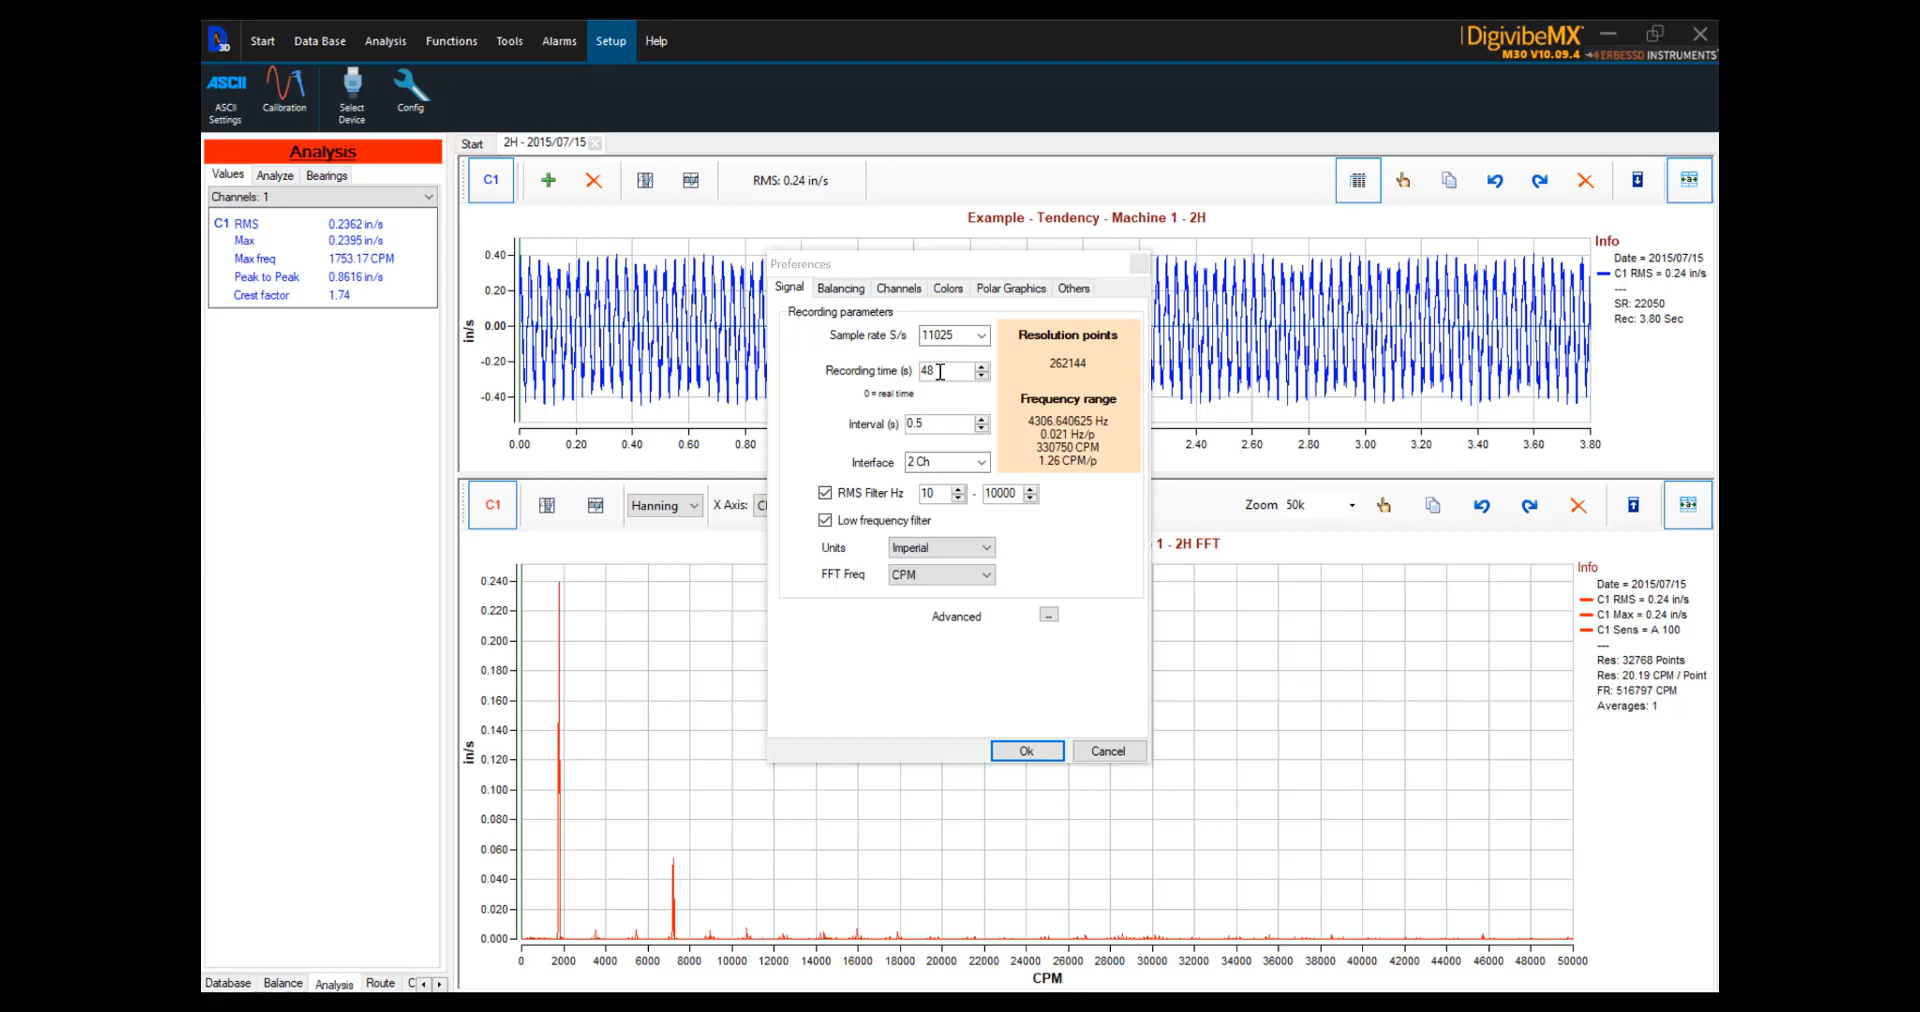 3D
Start Data Base Analysis Functions Tools Alarms Setup Help
DigivibeMX
M30 V10.09.4 ERBESSD INSTRUMENTS
ASCII
ASCII Settings
Calibration
Select Device
Config
Analysis
Values Analyze Bearings
Channels: 1
C1 RMS 0.2362 in/s
Max 0.2395 in/s
Max freq 1753.17 CPM
Peak to Peak 0.8616 in/s
Crest factor 1.74
Database Balance Analysis Route C
Start 2H - 2015/07/15
C1 RMS: 0.24 in/s
Example - Tendency - Machine 1 - 2H
in/s
0.40
0.20
0.00
-0.20
-0.40
0.00 0.20 0.40 0.60 0.80 2.40 2.60 2.80 3.00 3.20 3.40 3.60 3.80
Info
Date = 2015/07/15
C1 RMS = 0.24 in/s
---
SR: 22050
Rec: 3.80 Sec
Preferences
Signal Balancing Channels Colors Polar Graphics Others
Recording parameters
Sample rate S/s 11025
Recording time (s) 48
0 = real time
Interval (s) 0.5
Interface 2 Ch
RMS Filter Hz 10 - 10000
Low frequency filter
Units Imperial
FFT Freq CPM
Advanced ...
Resolution points
262144
Frequency range
4306.640625 Hz
0.021 Hz/p
330750 CPM
1.26 CPM/p
Ok Cancel
C1 Hanning X Axis: Zoom 50k
1 - 2H FFT
in/s
0.240
0.220
0.200
0.180
0.160
0.140
0.120
0.100
0.080
0.060
0.040
0.020
0.000
0 2000 4000 6000 8000 10000 12000 14000 16000 18000 20000 22000 24000 26000 28000 30000 32000 34000 36000 38000 40000 42000 44000 46000 48000 50000
CPM
Info
Date = 2015/07/15
C1 RMS = 0.24 in/s
C1 Max = 0.24 in/s
C1 Sens = A 100
---
Res: 32768 Points
Res: 20.19 CPM / Point
FR: 516797 CPM
Averages: 1